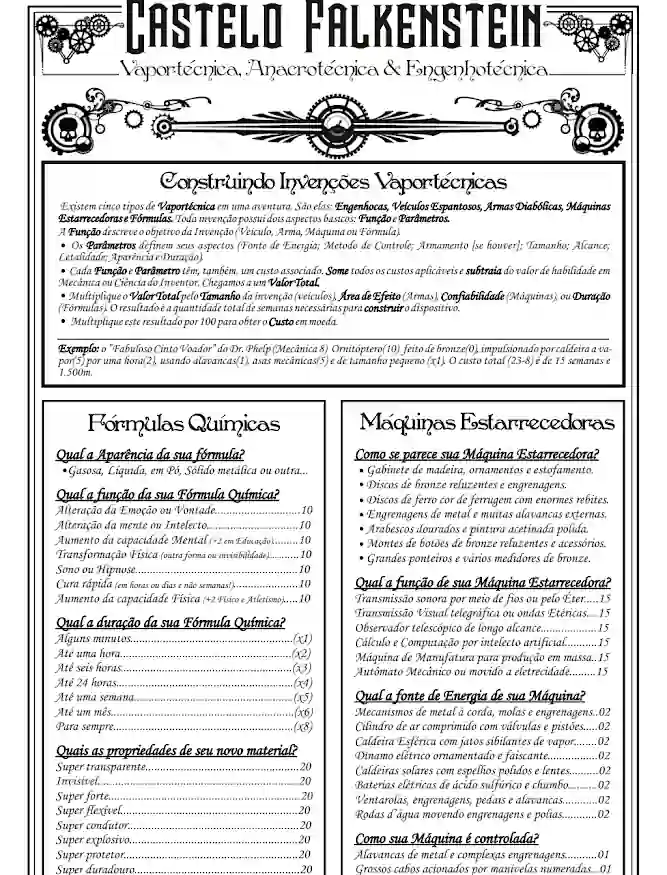 CASTELO FALKENSTEIN
Vaportécnica, Anacrotécnica & Engenhotécnica
Construindo Invenções Vaportécnicas
Existem cinco tipos de Vaportécnica em uma aventura. São elas: Engenhocas, Veículos Espantosos, Armas Diabólicas, Máquinas
Estarrecedoras e Fórmulas. Toda invenção possui dois aspectos basicos: Função e Parâmetros.
A Função descreve o objetivo da Invenção (Veículo, Arma, Máquina ou Fórmula).
• Os Parâmetros definem seus aspectos (Fonte de Energia; Metodo de Controle; Armamento [se houver]; Tamanho; Alcance;
Letalidade; Aparência e Duração).
• Cada Função e Parâmetro têm, também, um custo associado. Some todos os custos aplicáveis e subtraia do valor de habilidade em
Mecânica ou Ciência do Inventor. Chegamos a um Valor Total.
• Multiplique o Valor Total pelo Tamanho da invenção (veículos), Área de Efeito (Armas), Confiabilidade (Máquinas), ou Duração
(Fórmulas). O resultado é a quantidade total de semanas necessárias para construir o dispositivo.
• Multiplique este resultado por 100 para obter o Custo em moeda.
Exemplo: o "Fabuloso Cinto Voador" do Dr. Phelp (Mecânica 8) Ornitóptero(10) feito de bronze(0), impulsionado por caldeira a va-
por(5) por uma hora(2), usando alavancas(1), asas mecânicas(5) e de tamanho pequeno (x1). O custo total (23-8) é de 15 semanas e
1.500m.
Fórmulas Químicas
Qual a Aparência da sua fórmula?
• Gasosa, Líquida, em Pó, Sólido metálica ou outra...
Qual a função da sua Fórmula Química?
Alteração da Emoção ou Vontade........................10
Alteração da mente ou Intelecto..........................10
Aumento da capacidade Mental (+2 em Educação).........10
Transformação Física (outra forma ou invisibilidade)...........10
Sono ou Hipnose..............................................10
Cura rápida (em horas ou dias e não semanas!)...................10
Aumento da capacidade Física (+2 Físico e Atletismo).....10
Qual a duração da sua Fórmula Química?
Alguns minutos..............................................(x1)
Até uma hora.................................................(x2)
Até seis horas.................................................(x3)
Até 24 horas..................................................(x4)
Até uma semana.............................................(x5)
Até um mês....................................................(x6)
Para sempre...................................................(x8)
Quais as propriedades de seu novo material?
Super transparente............................................20
Invisível.........................................................20
Super forte......................................................20
Super flexível..................................................20
Super condutor................................................20
Super explosivo................................................20
Super protetor.................................................20
Super duradouro..............................................20
Máquinas Estarrecedoras
Como se parece sua Máquina Estarrecedora?
• Gabinete de madeira, ornamentos e estofamento.
• Discos de bronze reluzentes e engrenagens.
• Discos de ferro cor de ferrugem com enormes rebites.
• Engrenagens de metal e muitas alavancas externas.
• Arabescos dourados e pintura acetinada polida.
• Montes de botões de bronze reluzentes e acessórios.
• Grandes ponteiros e vários medidores de bronze.
Qual a função de sua Máquina Estarrecedora?
Transmissão sonora por meio de fios ou pelo Éter.....15
Transmissão Visual telegráfica ou ondas Etéricas....15
Observador telescópico de longo alcance................15
Cálculo e Computação por intelecto artificial...........15
Máquina de Manufatura para produção em massa..15
Autômato Mecânico ou movido a eletrecidade.........15
Qual a fonte de Energia de sua Máquina?
Mecanismos de metal à corda, molas e engrenagens..02
Cilindro de ar comprimido com válvulas e pistões.....02
Caldeira Esférica com jatos sibilantes de vapor.......02
Dínamo elétrico ornamentado e faiscante...............02
Caldeiras solares com espelhos polidos e lentes........02
Baterias elétricas de ácido sulfúrico e chumbo.........02
Ventarolas, engrenagens, pedais e alavancas..........02
Rodas d'água movendo engrenagens e polias..........02
Como sua Máquina é controlada?
Alavancas de metal e complexas engrenagens.........01
Grossos cabos acionados por manivelas numeradas...01